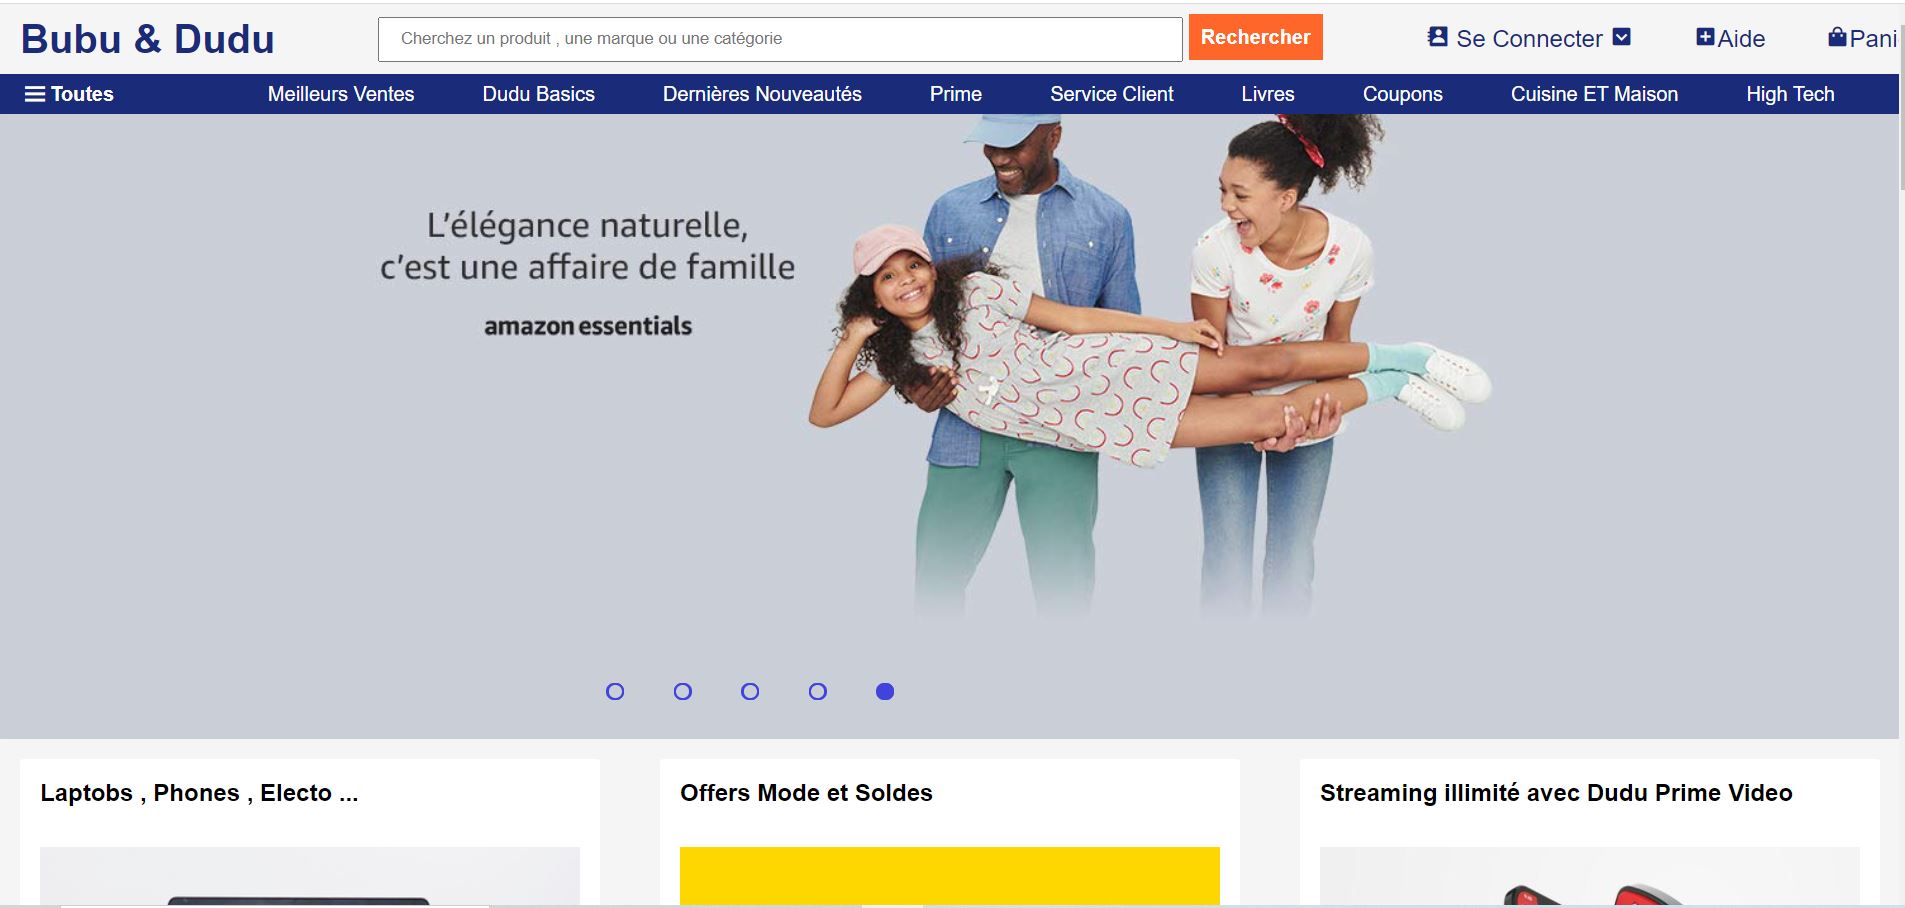 Bubu & Dudu
Cherchez un produit , une marque ou une catégorie
Rechercher
Se Connecter
Aide
Toutes
Meilleurs Ventes
Dudu Basics
Dernières Nouveautés
Prime
Service Client
Livres
Coupons
Cuisine ET Maison
High Tech
L’élégance naturelle,
c’est une affaire de famille
amazon essentials
Laptobs , Phones , Electo ...
Offers Mode et Soldes
Streaming illimité avec Dudu Prime Video